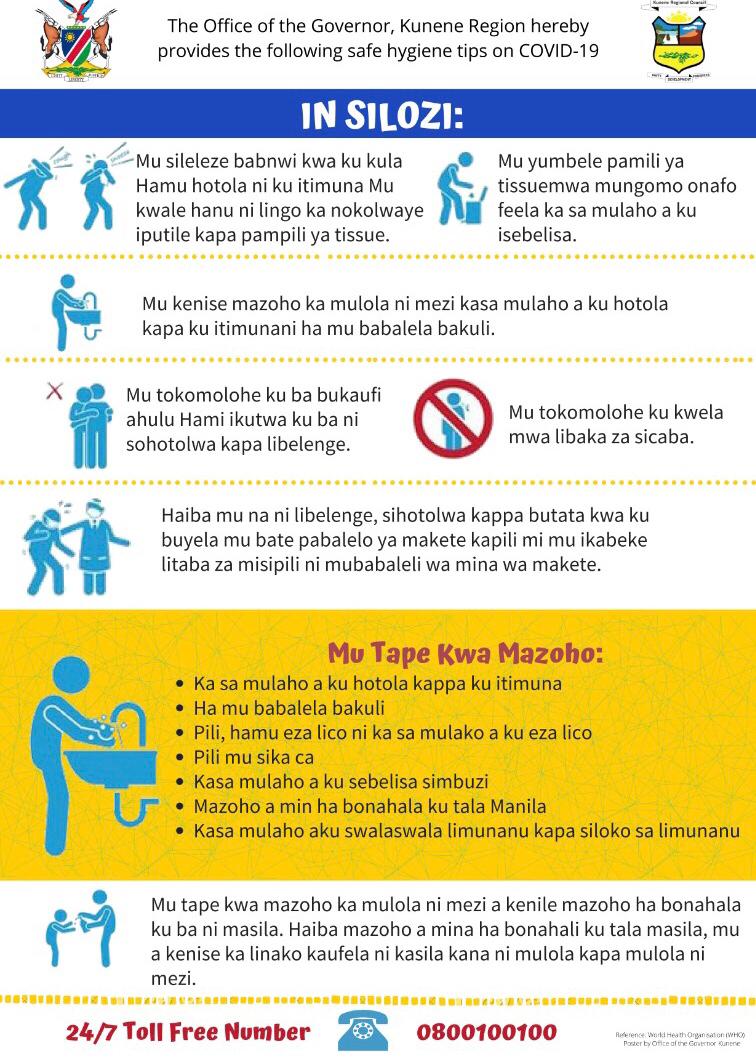 The Office of the Governor, Kunene Region hereby
provides the following safe hygiene tips on COVID-19
Kunene Regional Council
IN SILOZI:
Mu sileleze babnwi kwa ku kula
Hamu hotola ni ku itimuna Mu
kwale hanu ni lingo ka nokolwaye
iputile kapa pampili ya tissue.
Mu yumbele pamili ya
tissuemwa mungomo onafo
feela ka sa mulaho a ku
isebelisa.
Mu kenise mazoho ka mulola ni mezi kasa mulaho a ku hotola
kapa ku itimunani ha mu babalela bakuli.
Mu tokomolohe ku ba bukaufi
ahulu Hami ikutwa ku ba ni
sohotolwa kapa libelenge.
Mu tokomolohe ku kwela
mwa libaka za sicaba.
Haiba mu na ni libelenge, sihotolwa kappa butata kwa ku
buyela mu bate pabalelo ya makete kapili mi mu ikabeke
litaba za misipili ni mubabaleli wa mina wa makete.
Mu Tape Kwa Mazoho:
• Ka sa mulaho a ku hotola kappa ku itimuna
• Ha mu babalela bakuli
• Pili, hamu eza lico ni ka sa mulako a ku eza lico
• Pili mu sika ca
• Kasa mulaho a ku sebelisa simbuzi
• Mazoho a min ha bonahala ku tala Manila
• Kasa mulaho aku swalaswala limunanu kapa siloko sa limunanu
Mu tape kwa mazoho ka mulola ni mezi a kenile mazoho ha bonahala
ku ba ni masila. Haiba mazoho a mina ha bonahali ku tala masila, mu
a kenise ka linako kaufela ni kasila kana ni mulola kapa mulola ni
mezi.
24/7 Toll Free Number
0800100100
Reference: World Health Organisation (WHO)
Poster by Office of the Governor Kunene